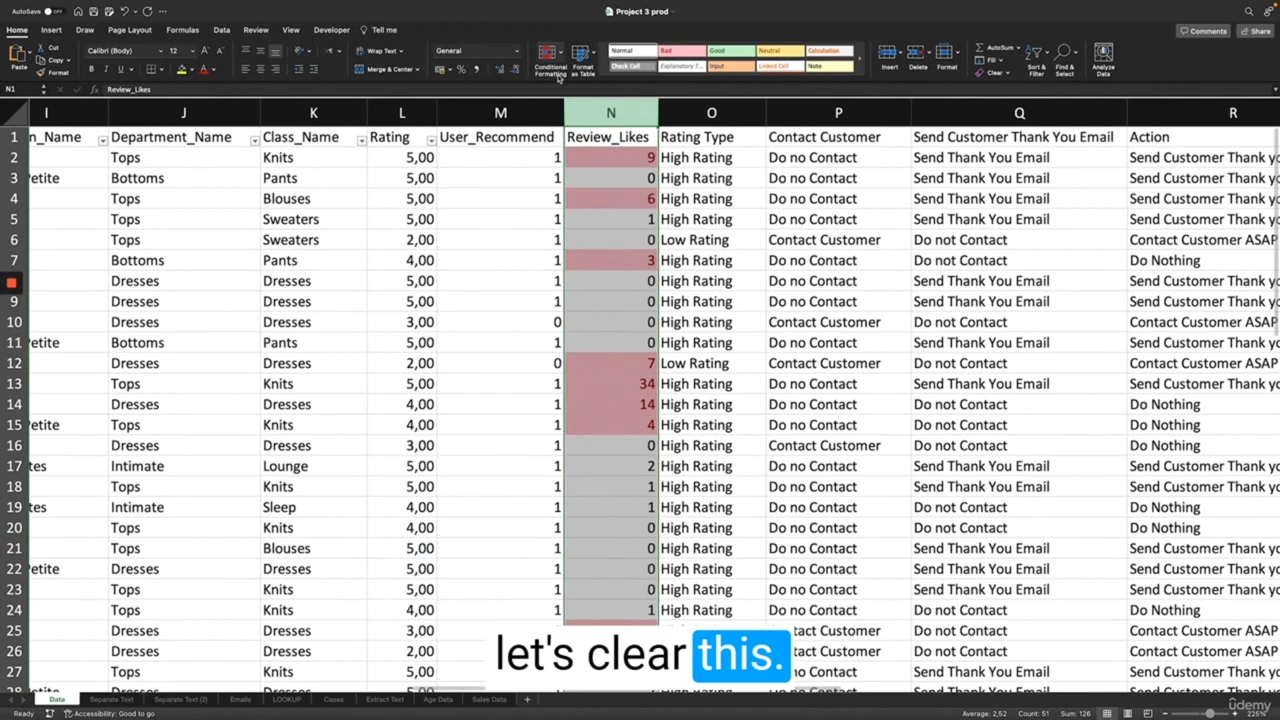 AutoSave OFF
Project 3 prod
Home Insert Draw Page Layout Formulas Data Review View Developer Tell me
Comments Share
Cut
Copy
Format
Calibri (Body) 12
Wrap Text
Merge & Center
General
Conditional Formatting
Format as Table
Normal Bad Good Neutral Calculation
Check Cell Explanatory T... Input Linked Cell Note
Insert Delete Format
AutoSum
Fill
Clear
Sort & Filter
Find & Select
Analyze Data
N1 fx Review_Likes
I J K L M N O P Q R
1 n_Name Department_Name Class_Name Rating User_Recommend Review_Likes Rating Type Contact Customer Send Customer Thank You Email Action
2 Tops Knits 5,00 1 9 High Rating Do no Contact Send Thank You Email Send Customer Thank yo
3 Petite Bottoms Pants 5,00 1 0 High Rating Do no Contact Send Thank You Email Send Customer Thank yo
4 Tops Blouses 5,00 1 6 High Rating Do no Contact Send Thank You Email Send Customer Thank yo
5 Tops Sweaters 5,00 1 1 High Rating Do no Contact Send Thank You Email Send Customer Thank yo
6 Tops Sweaters 2,00 1 0 Low Rating Contact Customer Do not Contact Contact Customer ASAP
7 Bottoms Pants 4,00 1 3 High Rating Do no Contact Do not Contact Do Nothing
Dresses Dresses 5,00 1 0 High Rating Do no Contact Send Thank You Email Send Customer Thank yo
9 Dresses Dresses 5,00 1 0 High Rating Do no Contact Send Thank You Email Send Customer Thank yo
10 Dresses Dresses 3,00 0 0 High Rating Contact Customer Do not Contact Contact Customer ASAP
11 Petite Bottoms Pants 5,00 1 0 High Rating Do no Contact Send Thank You Email Send Customer Thank yo
12 Dresses Dresses 2,00 0 7 Low Rating Contact Customer Do not Contact Contact Customer ASAP
13 Tops Knits 5,00 1 34 High Rating Do no Contact Send Thank You Email Send Customer Thank yo
14 Dresses Dresses 4,00 1 14 High Rating Do no Contact Do not Contact Do Nothing
15 Petite Tops Knits 4,00 1 4 High Rating Do no Contact Do not Contact Do Nothing
16 Dresses Dresses 3,00 1 0 High Rating Contact Customer Do not Contact Do Nothing
17 tes Intimate Lounge 5,00 1 2 High Rating Do no Contact Send Thank You Email Send Customer Thank yo
18 Tops Knits 5,00 1 1 High Rating Do no Contact Send Thank You Email Send Customer Thank yo
19 tes Intimate Sleep 4,00 1 1 High Rating Do no Contact Do not Contact Do Nothing
20 Tops Knits 4,00 1 0 High Rating Do no Contact Do not Contact Do Nothing
21 Tops Blouses 5,00 1 0 High Rating Do no Contact Send Thank You Email Send Customer Thank yo
22 Petite Dresses Dresses 5,00 1 0 High Rating Do no Contact Send Thank You Email Send Customer Thank yo
23 Tops Knits 5,00 1 0 High Rating Do no Contact Send Thank You Email Send Customer Thank yo
24 Tops Knits 4,00 1 1 High Rating Do no Contact Do not Contact Do Nothing
25 Dresses Dresses 3,00 Contact Customer Do not Contact Contact Customer ASAP
26 Dresses Dresses 2,00 Contact Customer Do not Contact Contact Customer ASAP
27 Tops Knits 5,00 Do no Contact Send Thank You Email Send Customer Thank yo
let's clear this.
Data Separate Text Separate Text (2) Emails LOOKUP Cases Extract Text Age Data Sales Data
Ready Accessibility: Good to go Average: 2,52 Count: 51 Sum: 126 225%
ûdemy